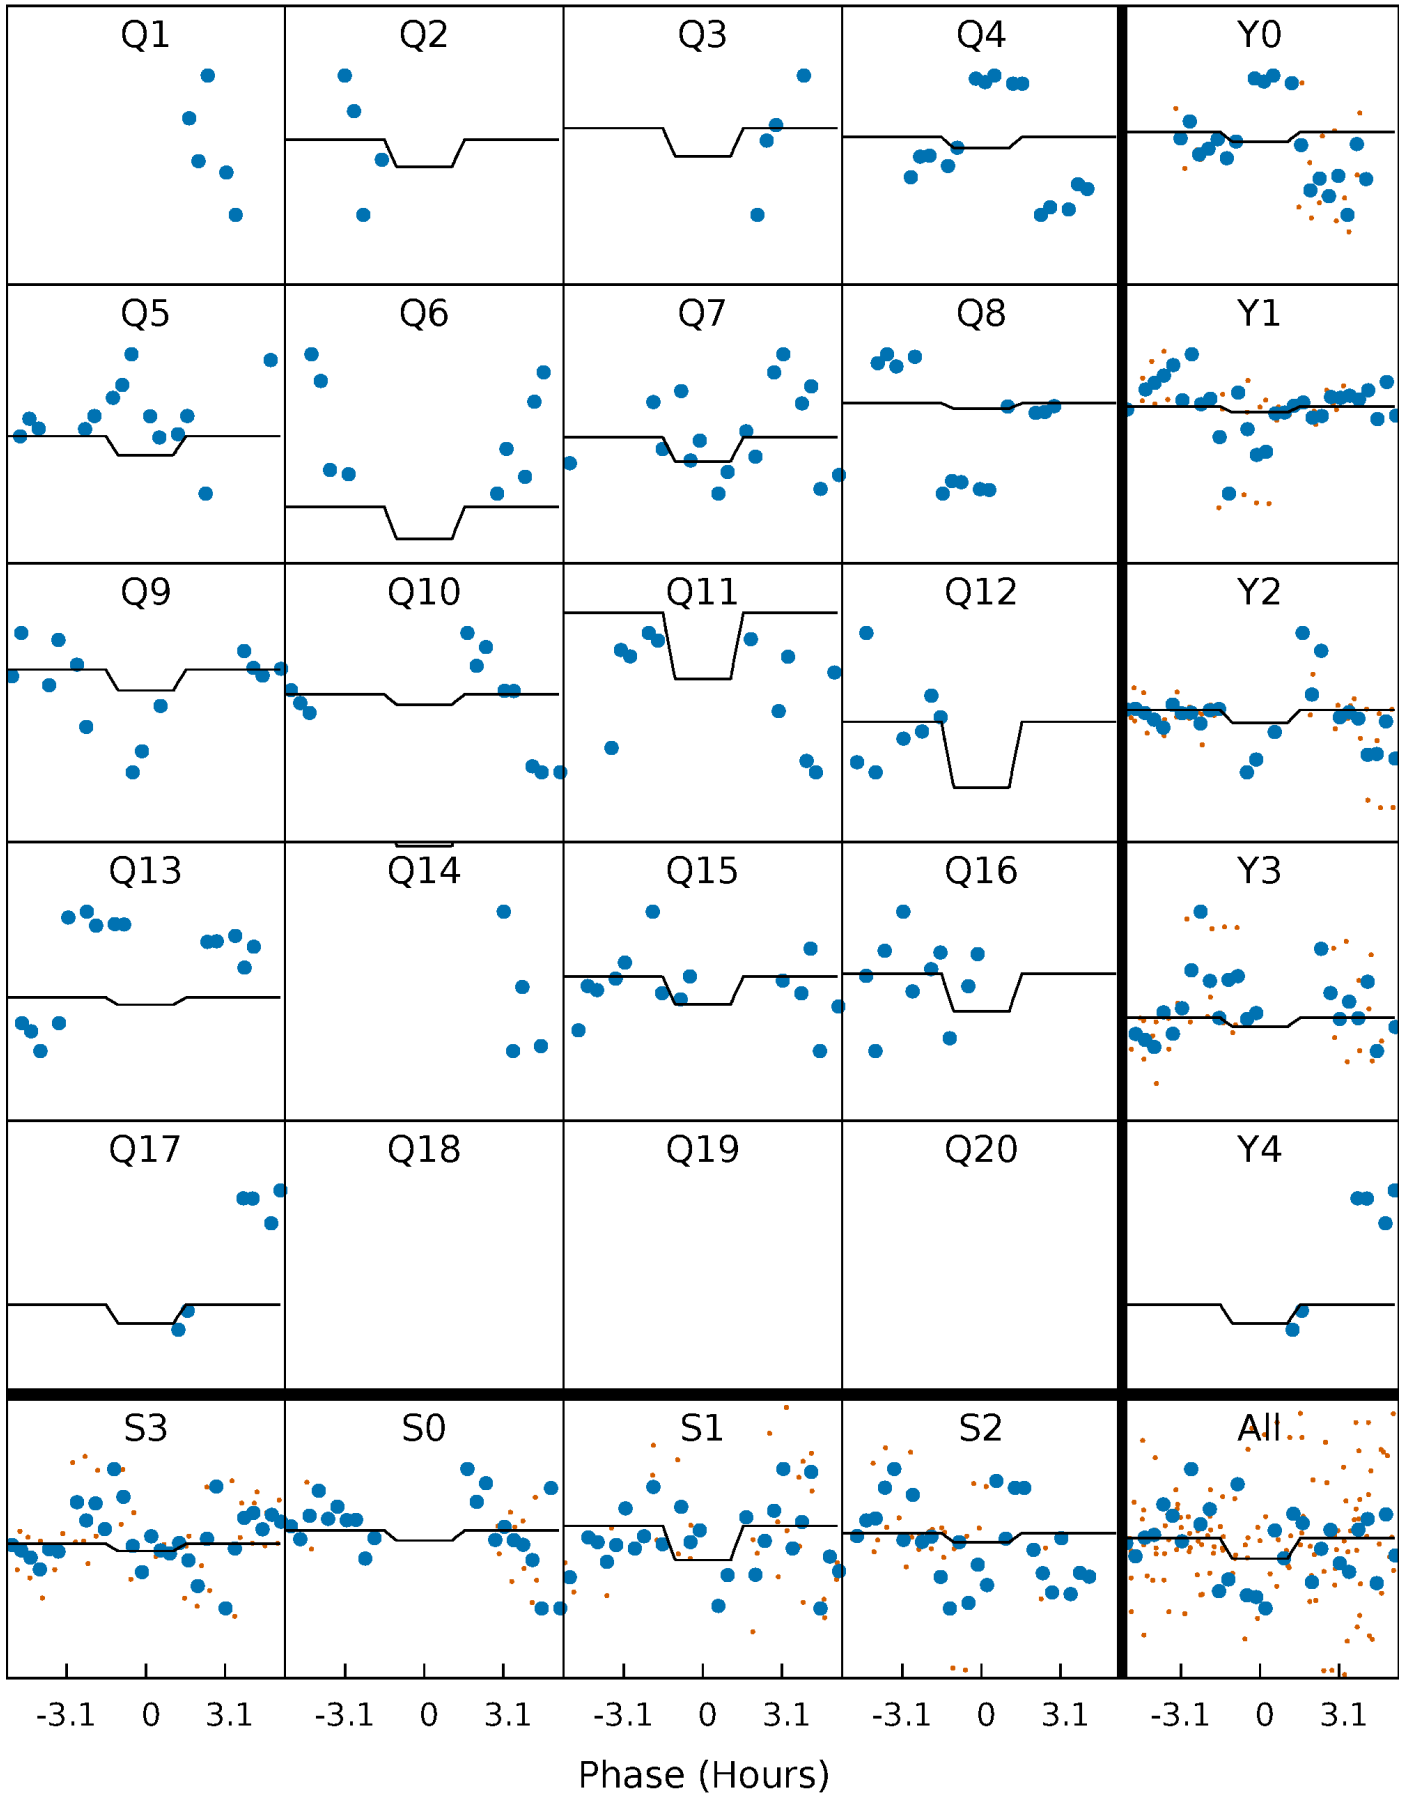 Q1 Q2 Q3 Q4 Y0
Q5 Q6 Q7 Q8 Y1
Q9 Q10 Q11 Q12 Y2
Q13 Q14 Q15 Q16 Y3
Q17 Q18 Q19 Q20 Y4
S3 S0 S1 S2 All
-3.1 0 3.1 -3.1 0 3.1 -3.1 0 3.1 -3.1 0 3.1 -3.1 0 3.1
Phase (Hours)